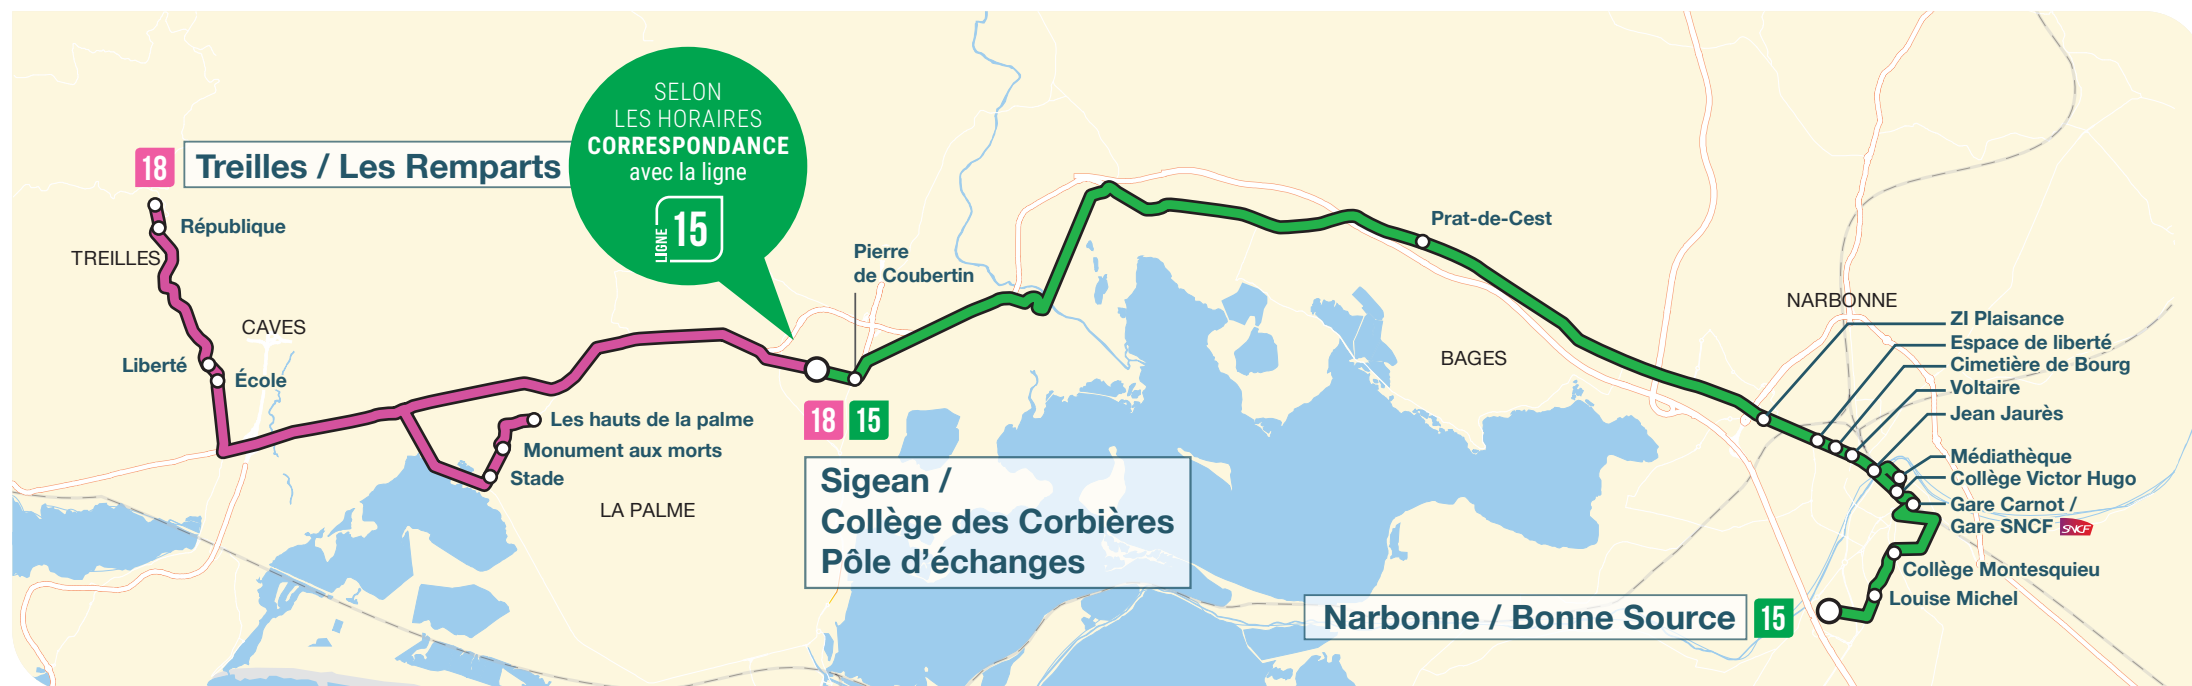 SELON
LES HORAIRES
CORRESPONDANCE
avec la ligne
LIGNE 15
18 Treilles / Les Remparts
République
TREILLES
CAVES
Liberté
École
Les hauts de la palme
Monument aux morts
Stade
LA PALME
Pierre
de Coubertin
18 15
Sigean /
Collège des Corbières
Pôle d'échanges
Prat-de-Cest
BAGES
NARBONNE
ZI Plaisance
Espace de liberté
Cimetière de Bourg
Voltaire
Jean Jaurès
Médiathèque
Collège Victor Hugo
Gare Carnot /
Gare SNCF SNCF
Collège Montesquieu
Louise Michel
Narbonne / Bonne Source 15